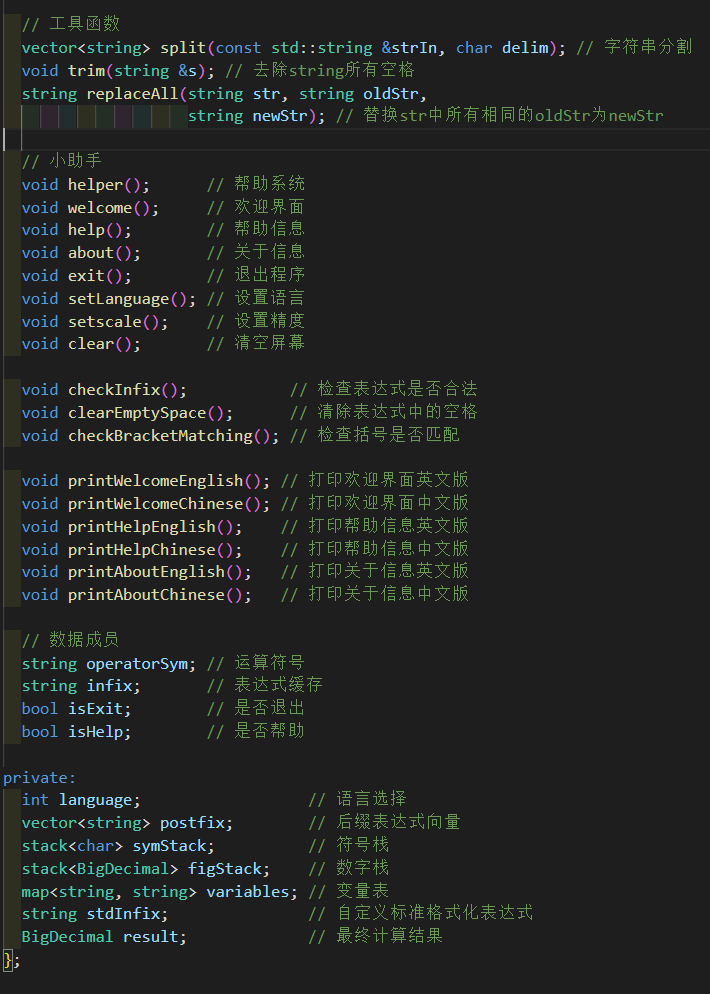 // 工具函数
vector<string> split(const std::string &strIn, char delim); // 字符串分割
void trim(string &s); // 去除string所有空格
string replaceAll(string str, string oldStr,
string newStr); // 替换str中所有相同的oldStr为newStr
// 小助手
void helper();      // 帮助系统
void welcome();     // 欢迎界面
void help();        // 帮助信息
void about();       // 关于信息
void exit();        // 退出程序
void setLanguage(); // 设置语言
void setscale();    // 设置精度
void clear();       // 清空屏幕
void checkInfix();           // 检查表达式是否合法
void clearEmptySpace();      // 清除表达式中的空格
void checkBracketMatching(); // 检查括号是否匹配
void printWelcomeEnglish(); // 打印欢迎界面英文版
void printWelcomeChinese(); // 打印欢迎界面中文版
void printHelpEnglish();    // 打印帮助信息英文版
void printHelpChinese();    // 打印帮助信息中文版
void printAboutEnglish();   // 打印关于信息英文版
void printAboutChinese();   // 打印关于信息中文版
// 数据成员
string operatorSym; // 运算符号
string infix;       // 表达式缓存
bool isExit;        // 是否退出
bool isHelp;        // 是否帮助
private:
int language;                  // 语言选择
vector<string> postfix;        // 后缀表达式向量
stack<char> symStack;          // 符号栈
stack<BigDecimal> figStack;    // 数字栈
map<string, string> variables; // 变量表
string stdInfix;               // 自定义标准格式化表达式
BigDecimal result;             // 最终计算结果
};